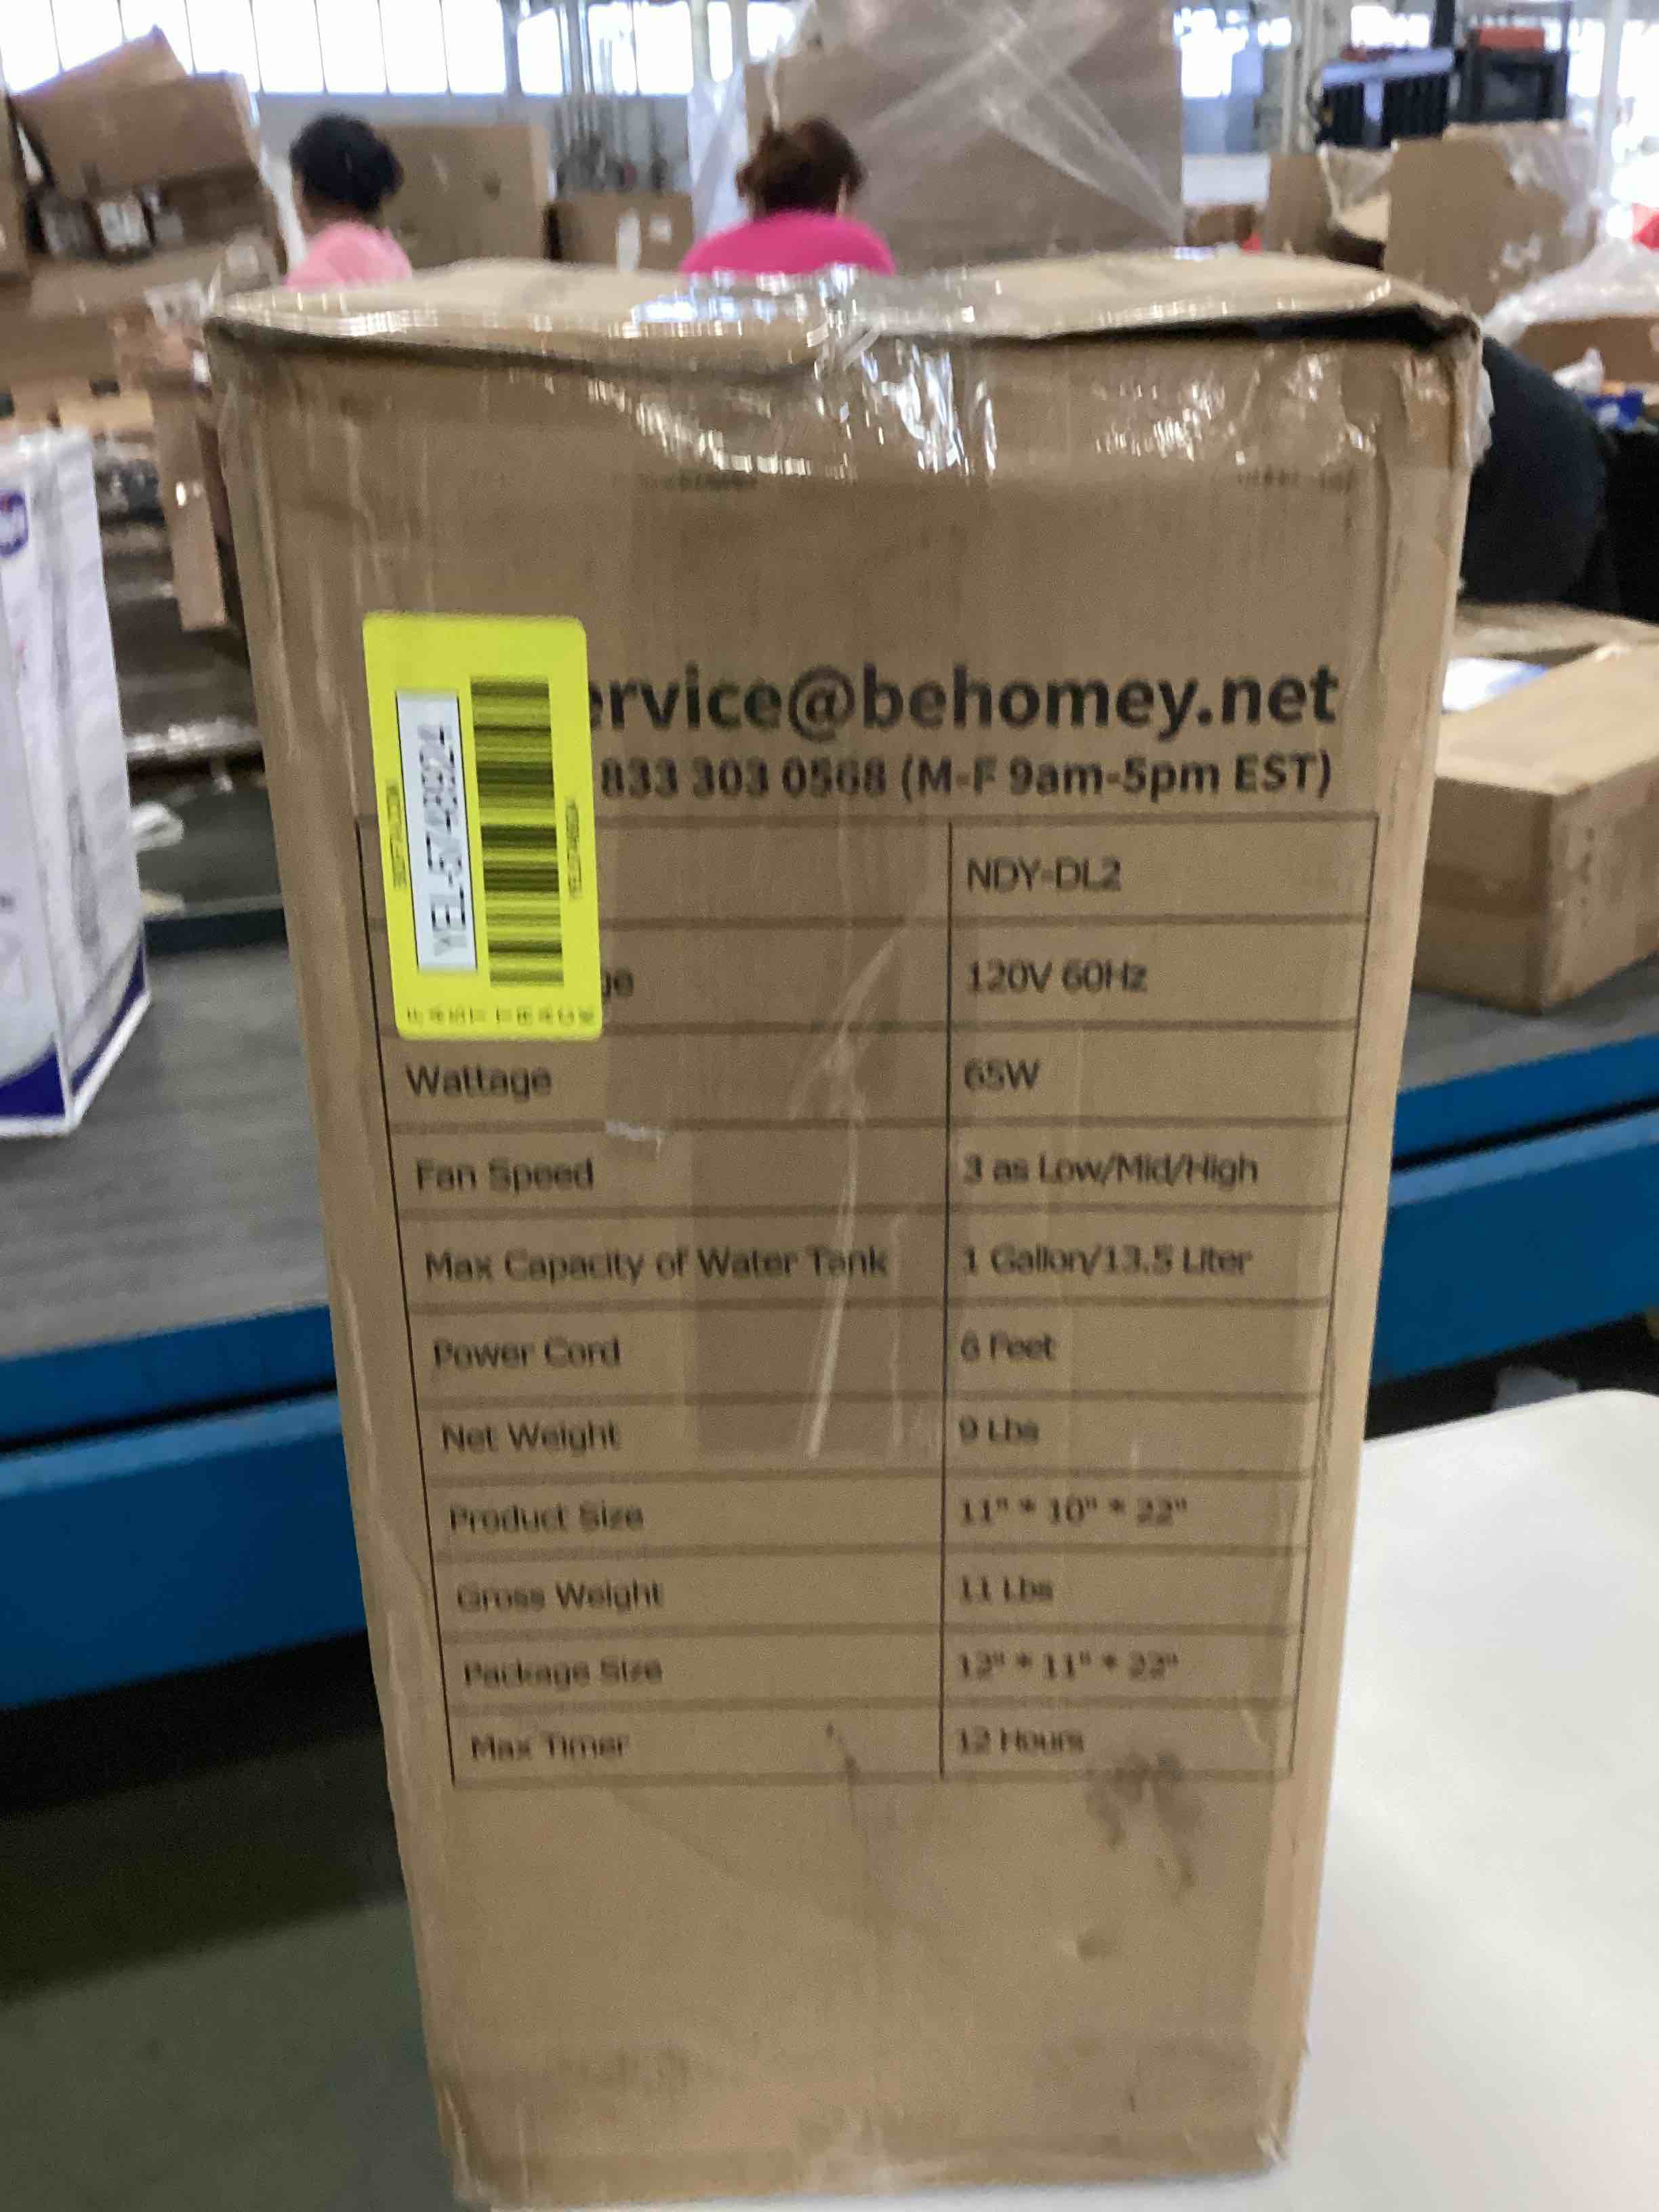 ervice@behomey.net
833 303 0568 (M-F 9am-5pm EST)
YEL-5748924
NDY-DL2
ge 120V 60Hz
Wattage 65W
Fan Speed 3 as Low/Mid/High
Max Capacity of Water Tank 1 Gallon/13.5 Liter
Power Cord 6 Feet
Net Weight 9 Lbs
Product Size 11" * 10" * 22"
Gross Weight 11 Lbs
Package Size 12" * 11" * 23"
Max Timer 12 Hours